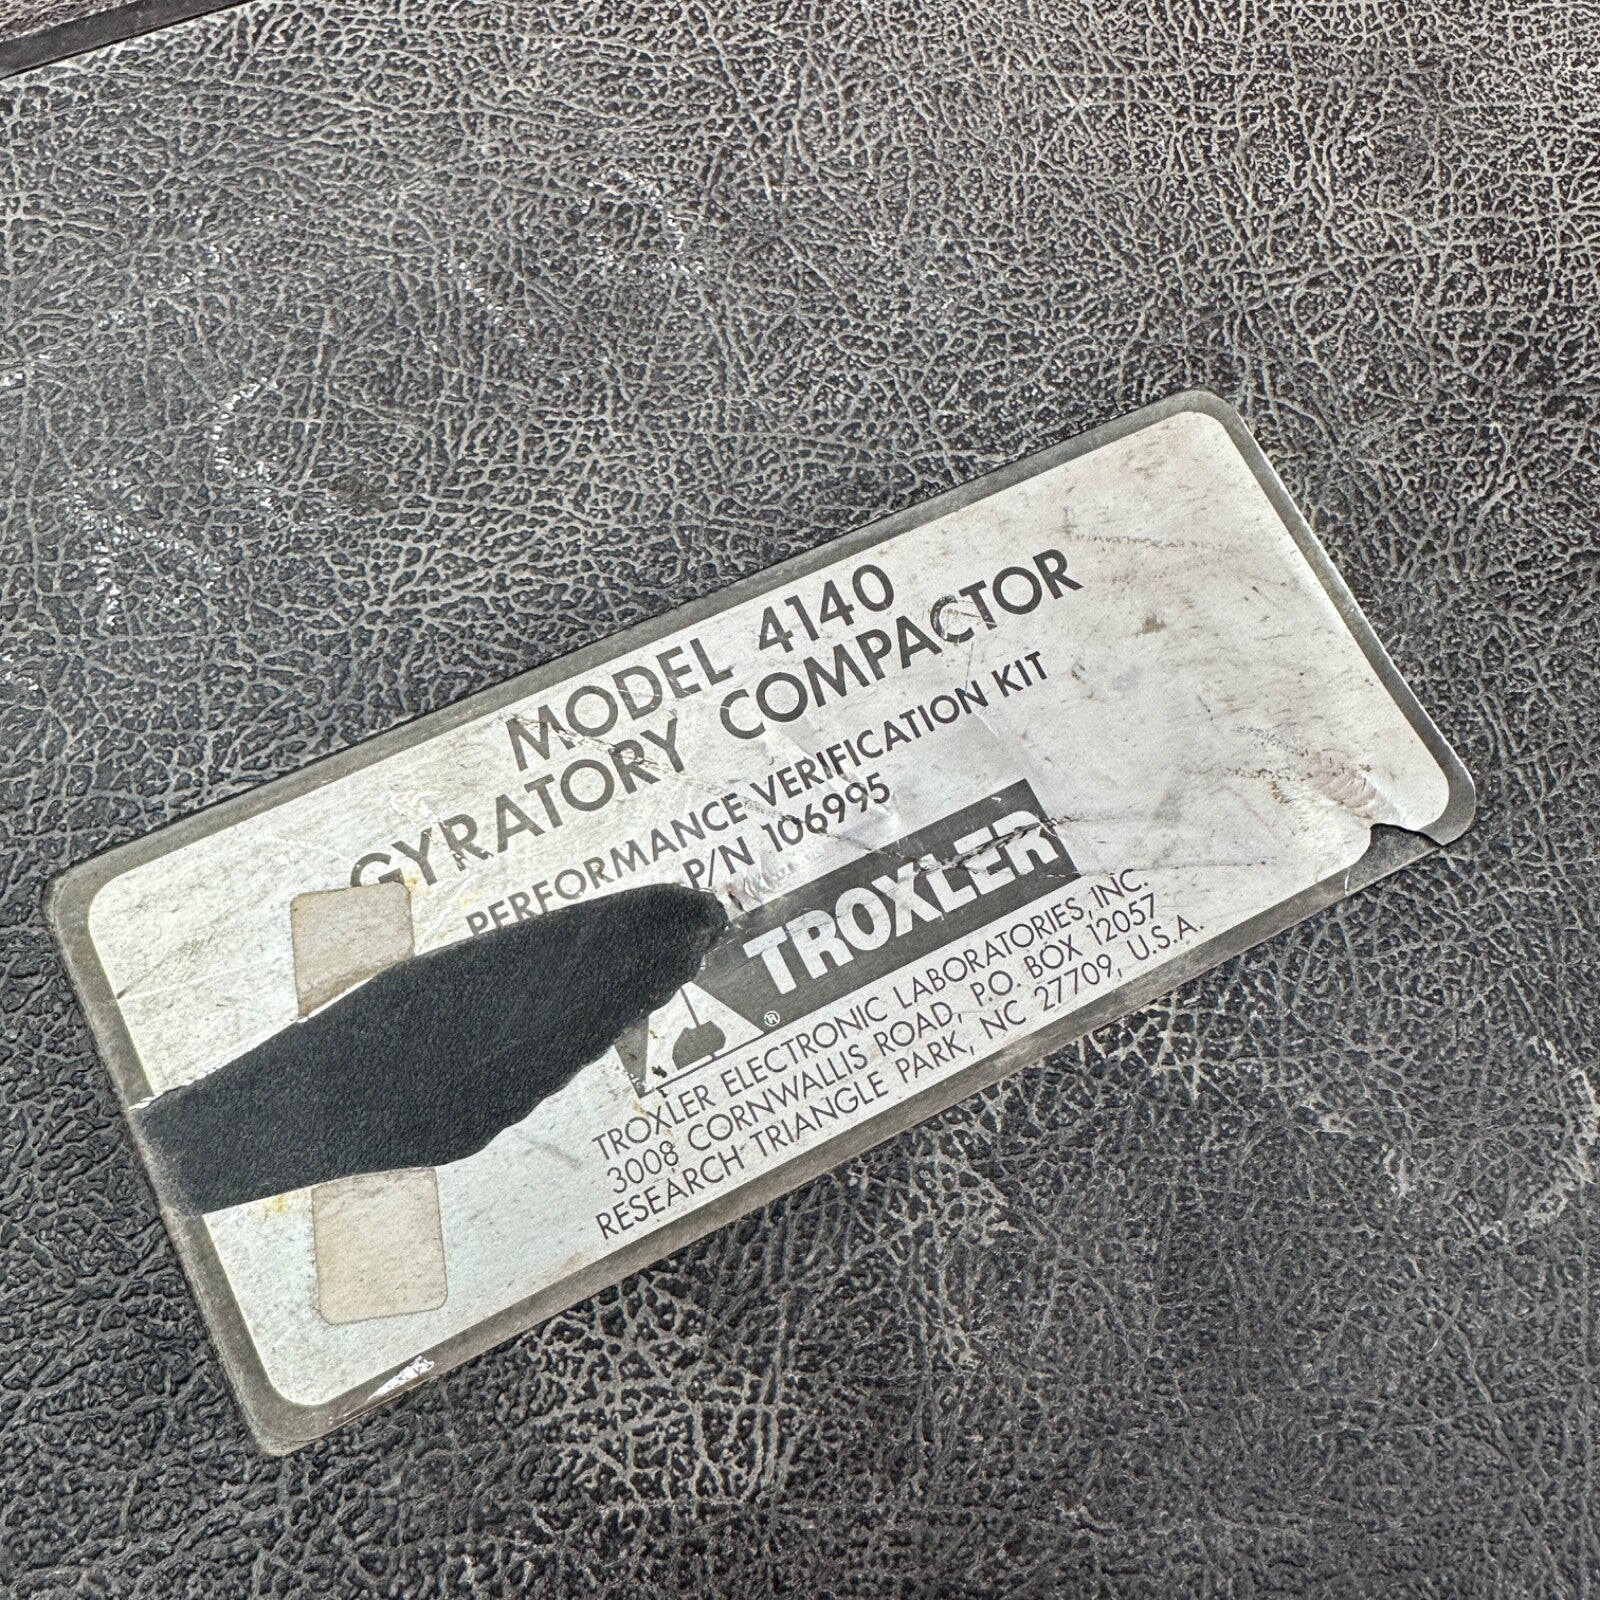 MODEL 4140
GYRATORY COMPACTOR
PERFORMANCE VERIFICATION KIT
P/N 106995
TROXLER
®
TROXLER ELECTRONIC LABORATORIES, INC.
3008 CORNWALLIS ROAD, P.O. BOX 12057
RESEARCH TRIANGLE PARK, NC 27709, U.S.A.